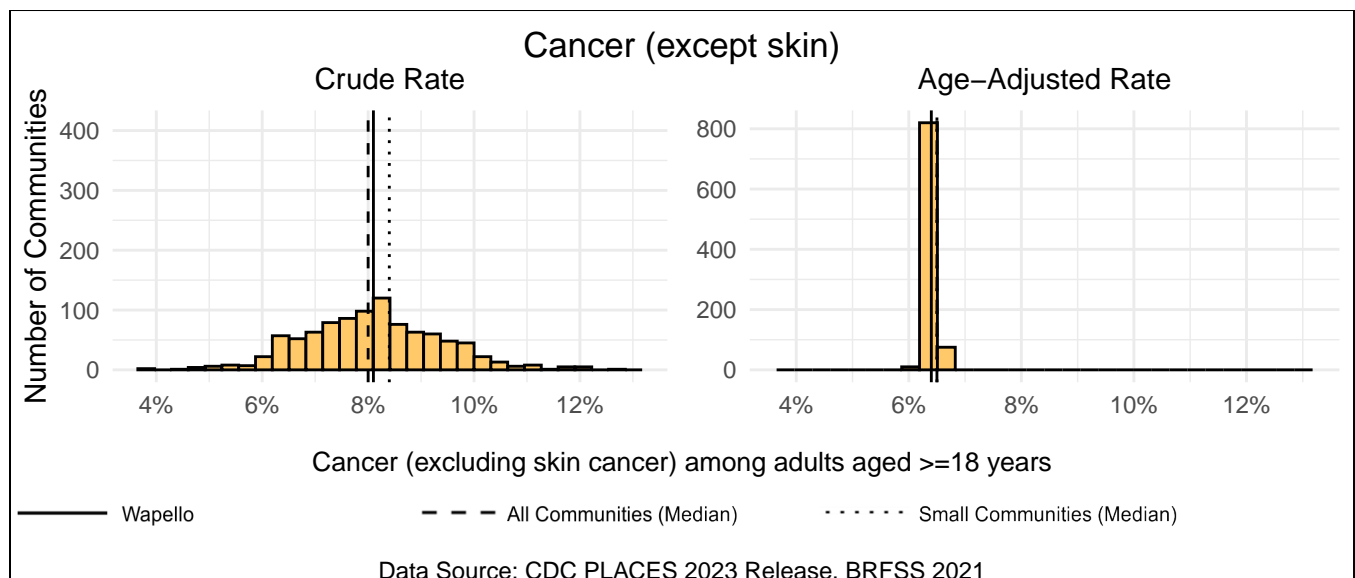 Cancer (except skin)
Crude Rate
Age−Adjusted Rate
Number of Communities
400
300
200
100
0
4%
6%
8%
10%
12%
800
600
400
200
0
4%
6%
8%
10%
12%
Cancer (excluding skin cancer) among adults aged >=18 years
Wapello
All Communities (Median)
Small Communities (Median)
Data Source: CDC PLACES 2023 Release, BRFSS 2021